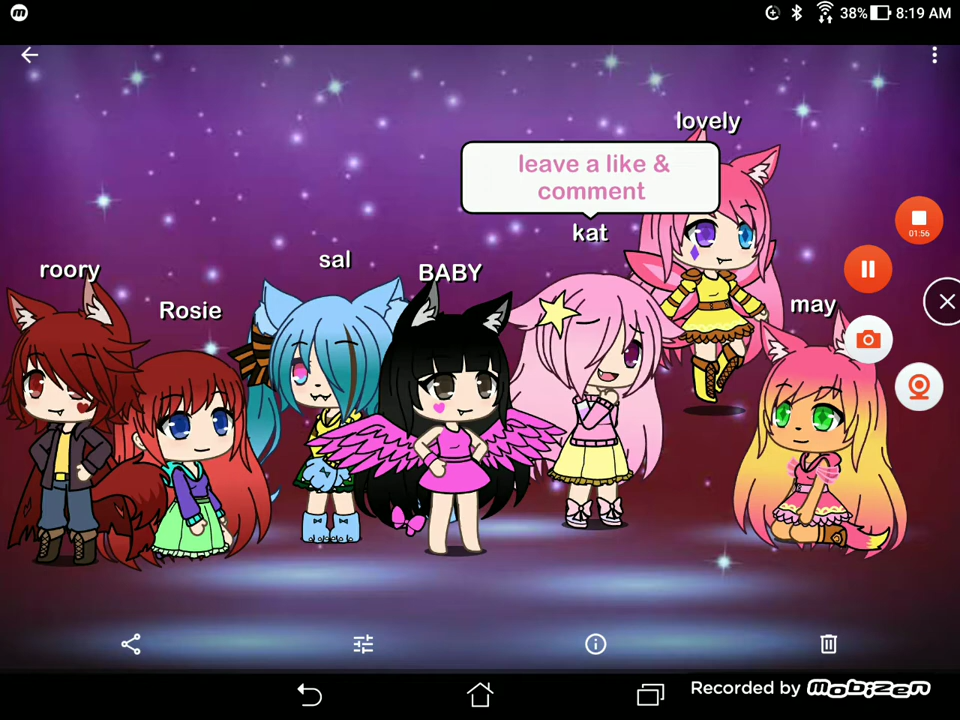 38% 8:19 AM
lovely
leave a like &
comment
kat
01:56
sal
roory
BABY
may
Rosie
Recorded by Mobizen